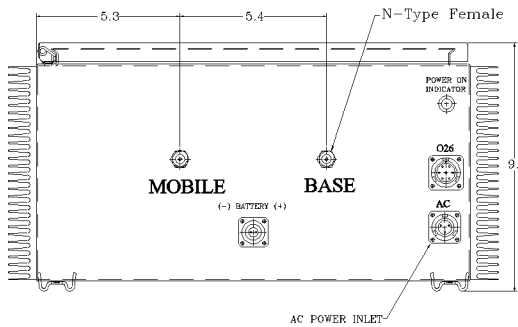 5.3
5.4
N-Type Female
POWER ON
INDICATOR
O26
9.
MOBILE
BASE
(-) BATTERY (+)
AC
AC POWER INLET